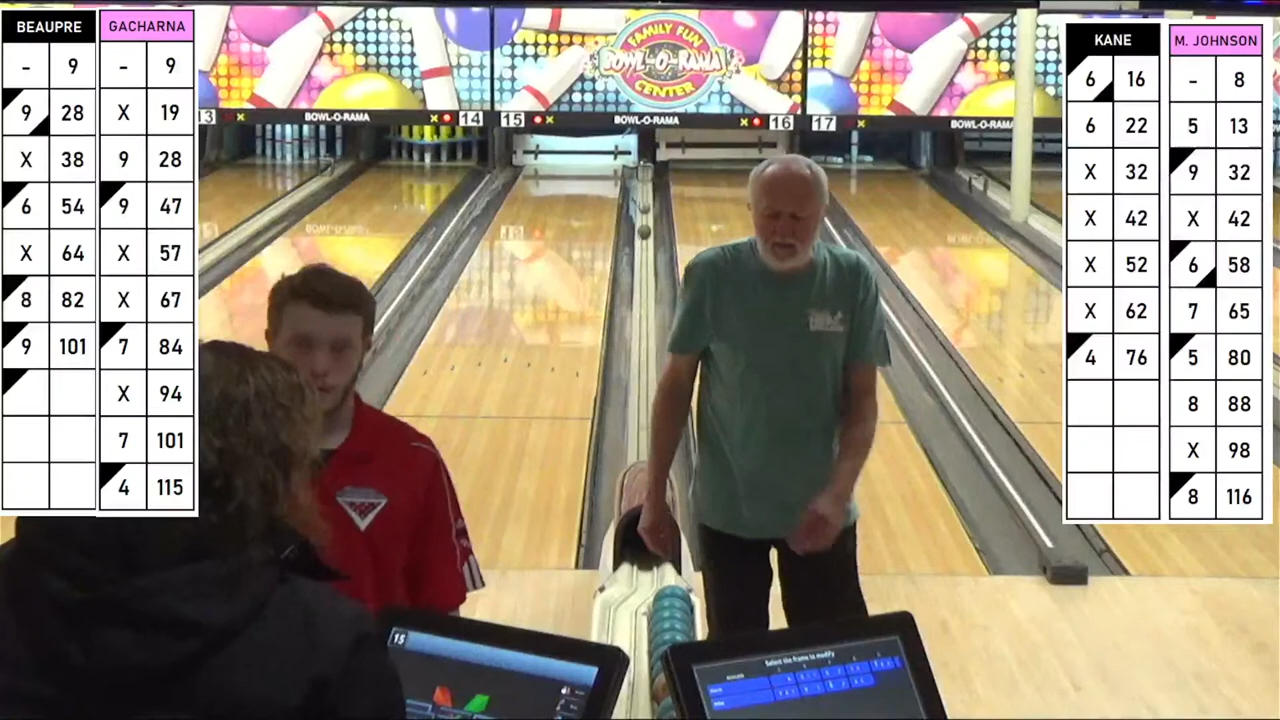 BEAUPRE GACHARNA
- 9 - 9
9 28 X 19
X 38 9 28
6 54 9 47
X 64 X 57
8 82 X 67
9 101 7 84
X 94
7 101
4 115
KANE M. JOHNSON
6 16 - 8
6 22 5 13
X 32 9 32
X 42 X 42
X 52 6 58
X 62 7 65
4 76 5 80
8 88
X 98
8 116
FAMILY FUN
BOWL-O-RAMA
CENTER
13 BOWL-O-RAMA 14
15 BOWL-O-RAMA 16
17 BOWL-O-RAMA
15
Select the frame to modify